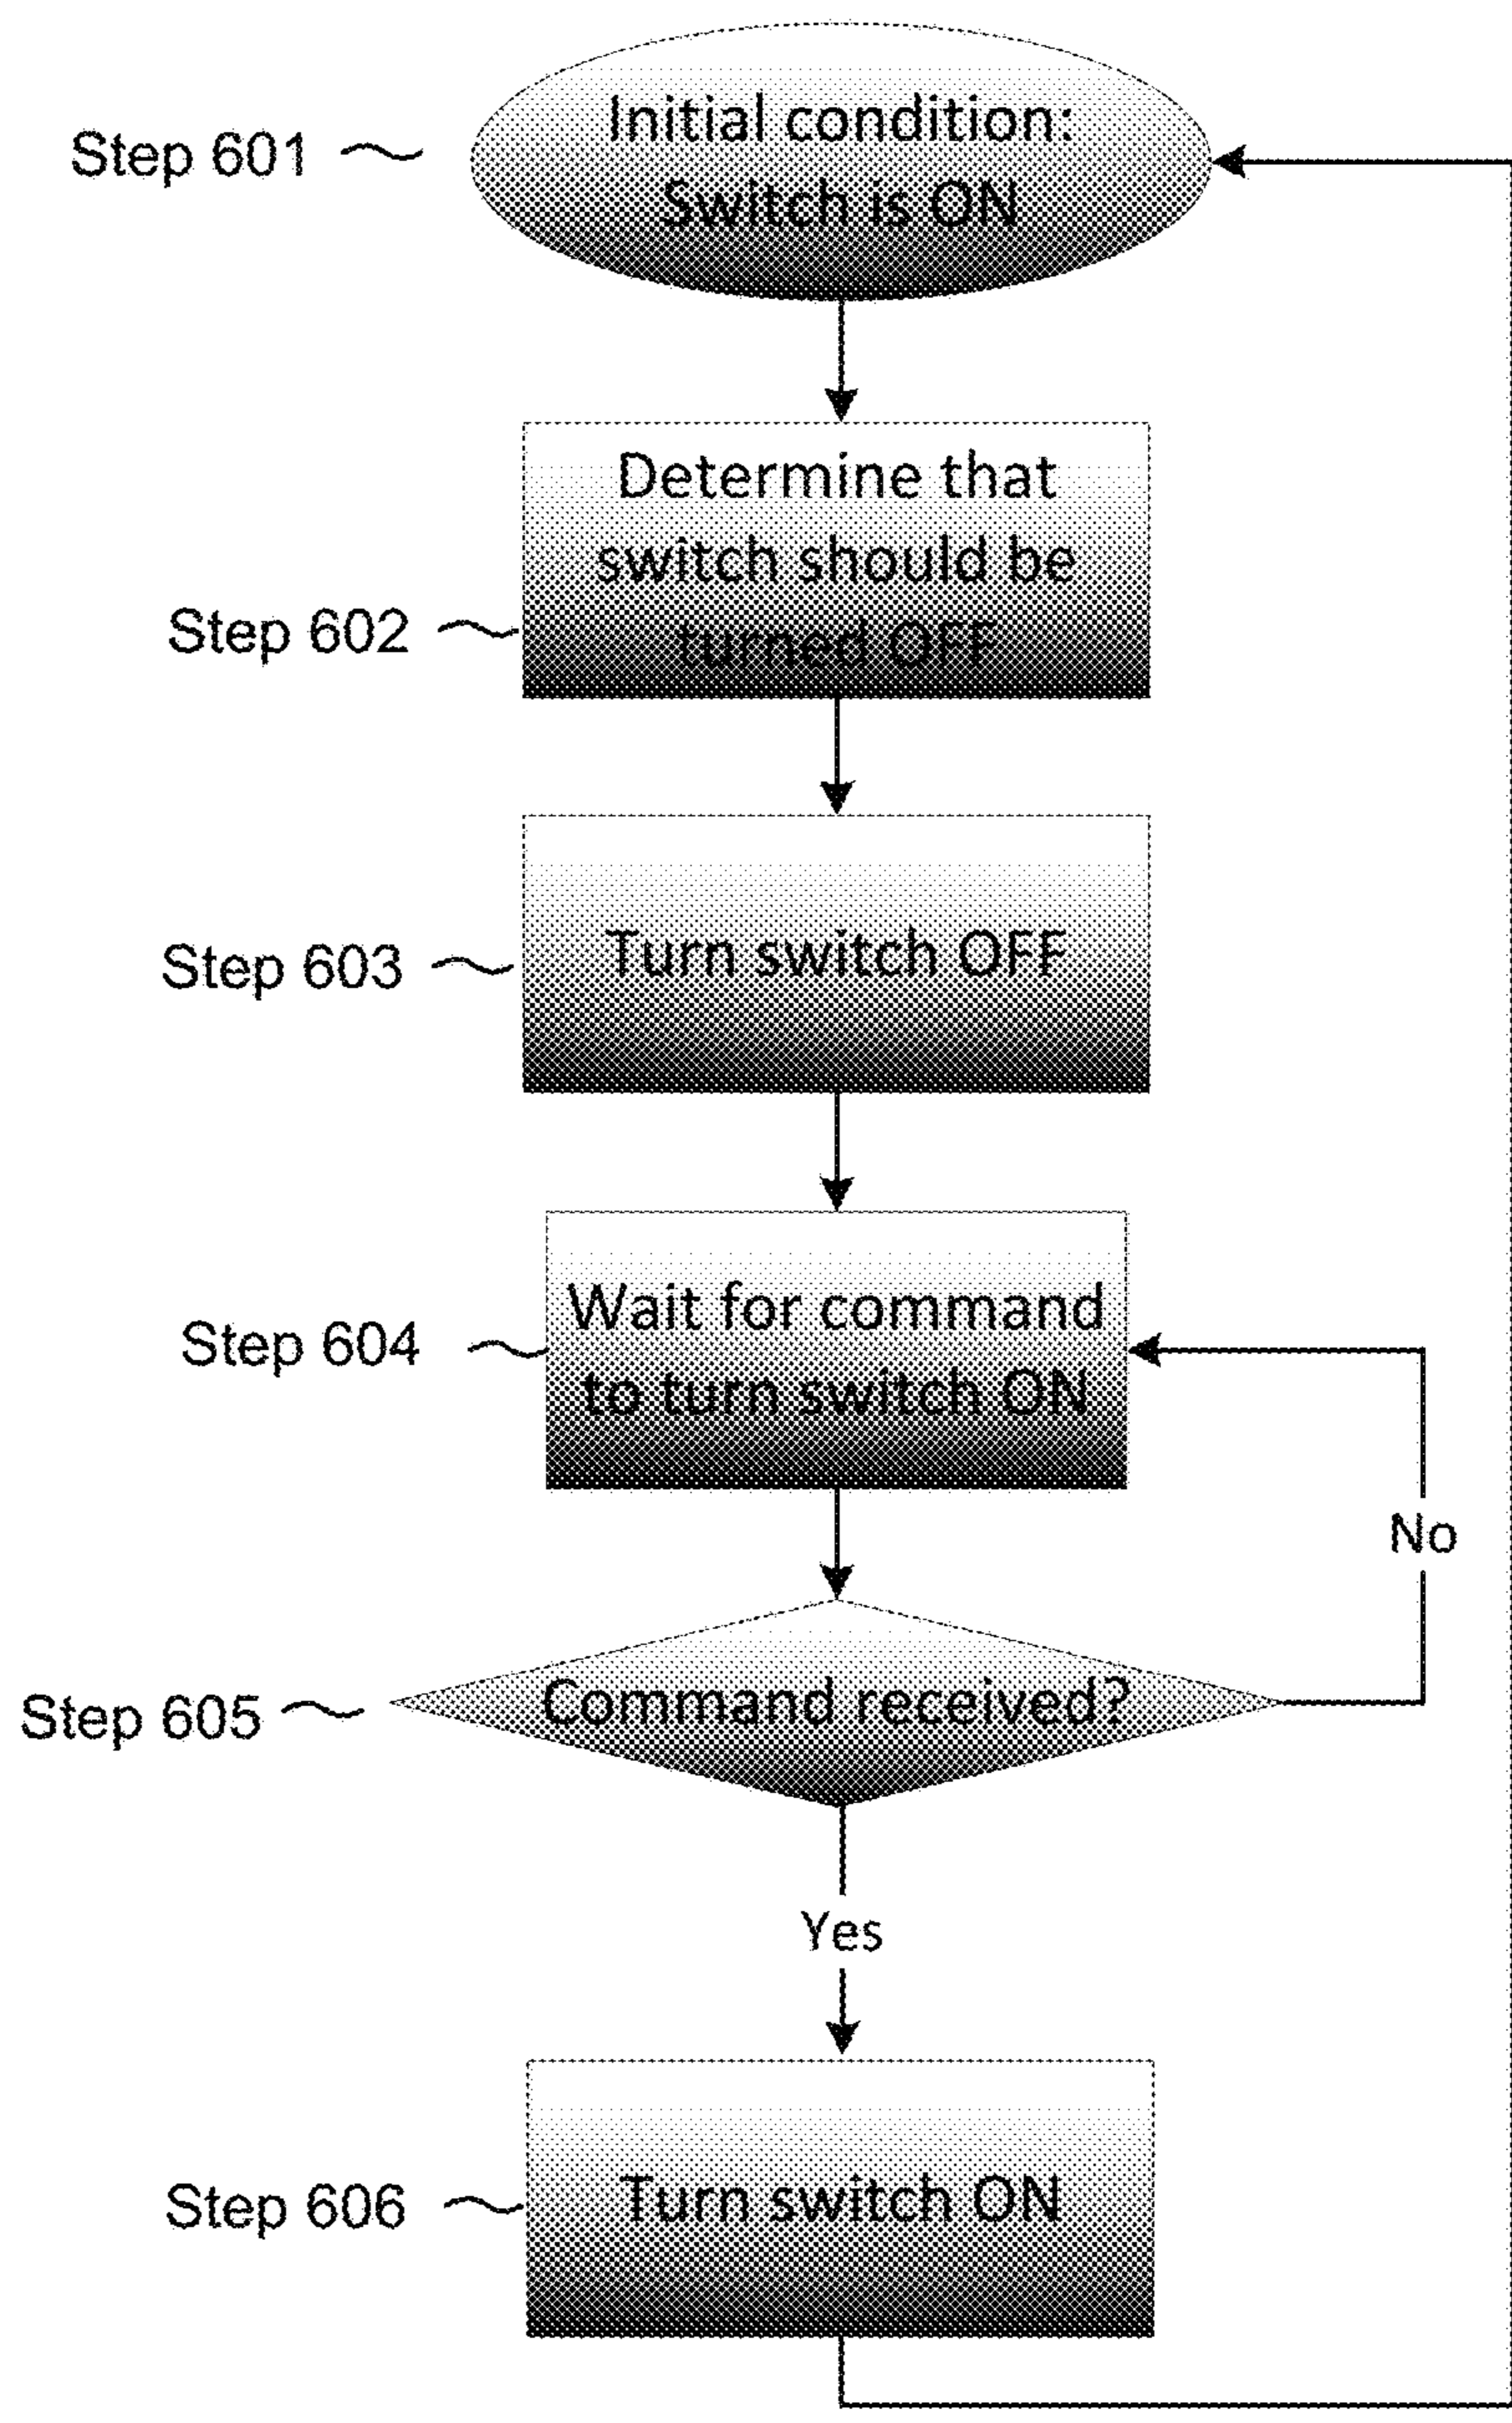 Step 601
Initial condition:
Switch is ON
Determine that
switch should be
turned OFF
Step 602
Turn switch OFF
Step 603
Wait for command
to turn switch ON
Step 604
No
Command received?
Step 605
Yes
Turn switch ON
Step 606